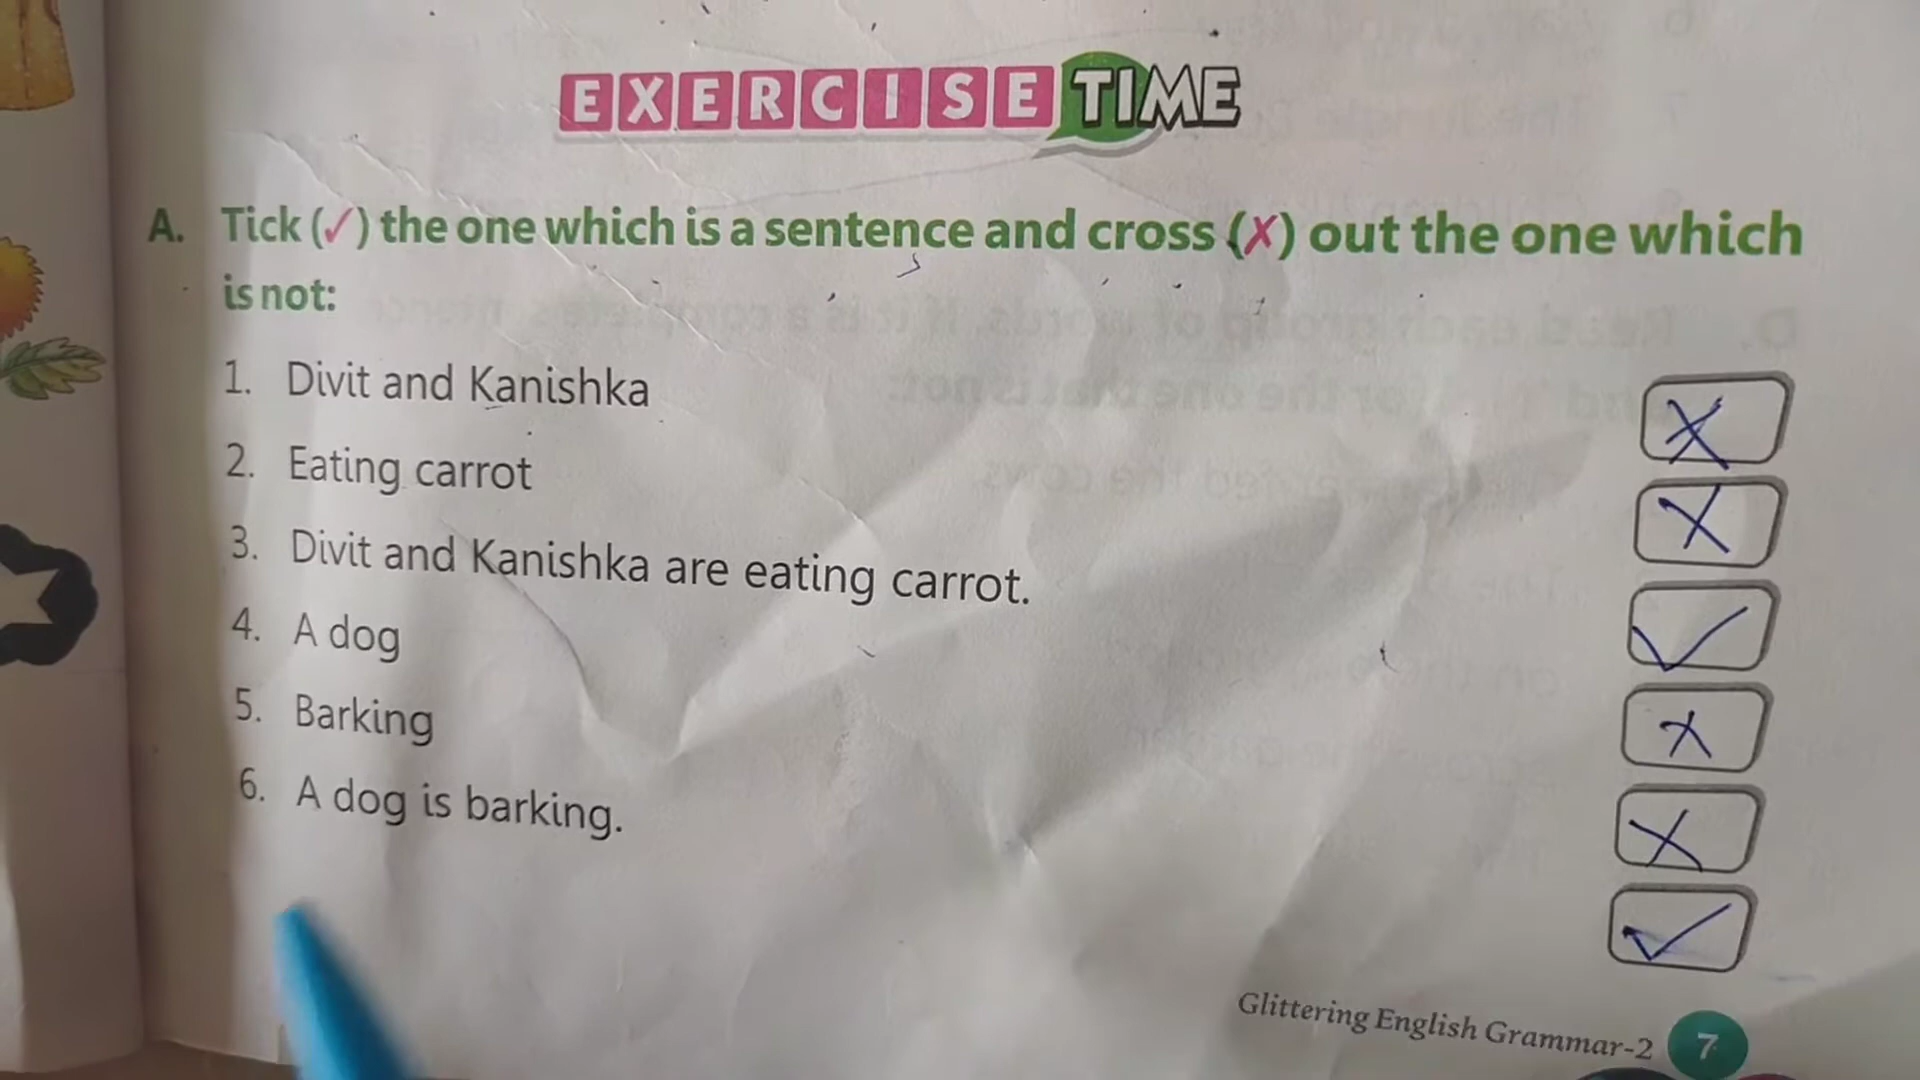 EXERCISE TIME
A. Tick (✓) the one which is a sentence and cross (✗) out the one which
is not:
1. Divit and Kanishka ✗
2. Eating carrot ✗
3. Divit and Kanishka are eating carrot. ✓
4. A dog ✗
5. Barking ✗
6. A dog is barking. ✓
Glittering English Grammar-2 7